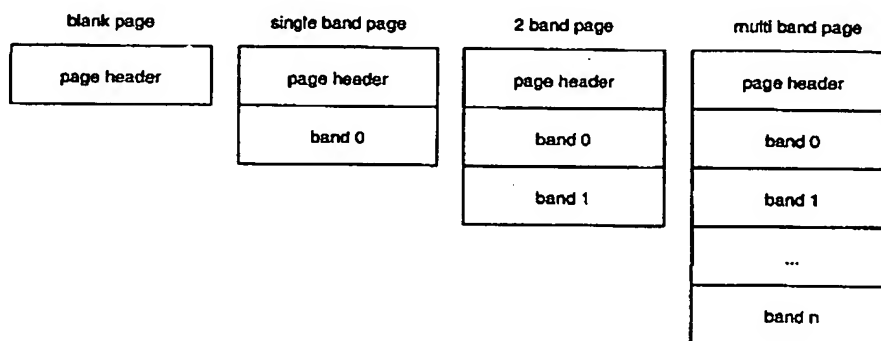 blank page
page header
single band page
page header
band 0
2 band page
page header
band 0
band 1
multi band page
page header
band 0
band 1
...
band n